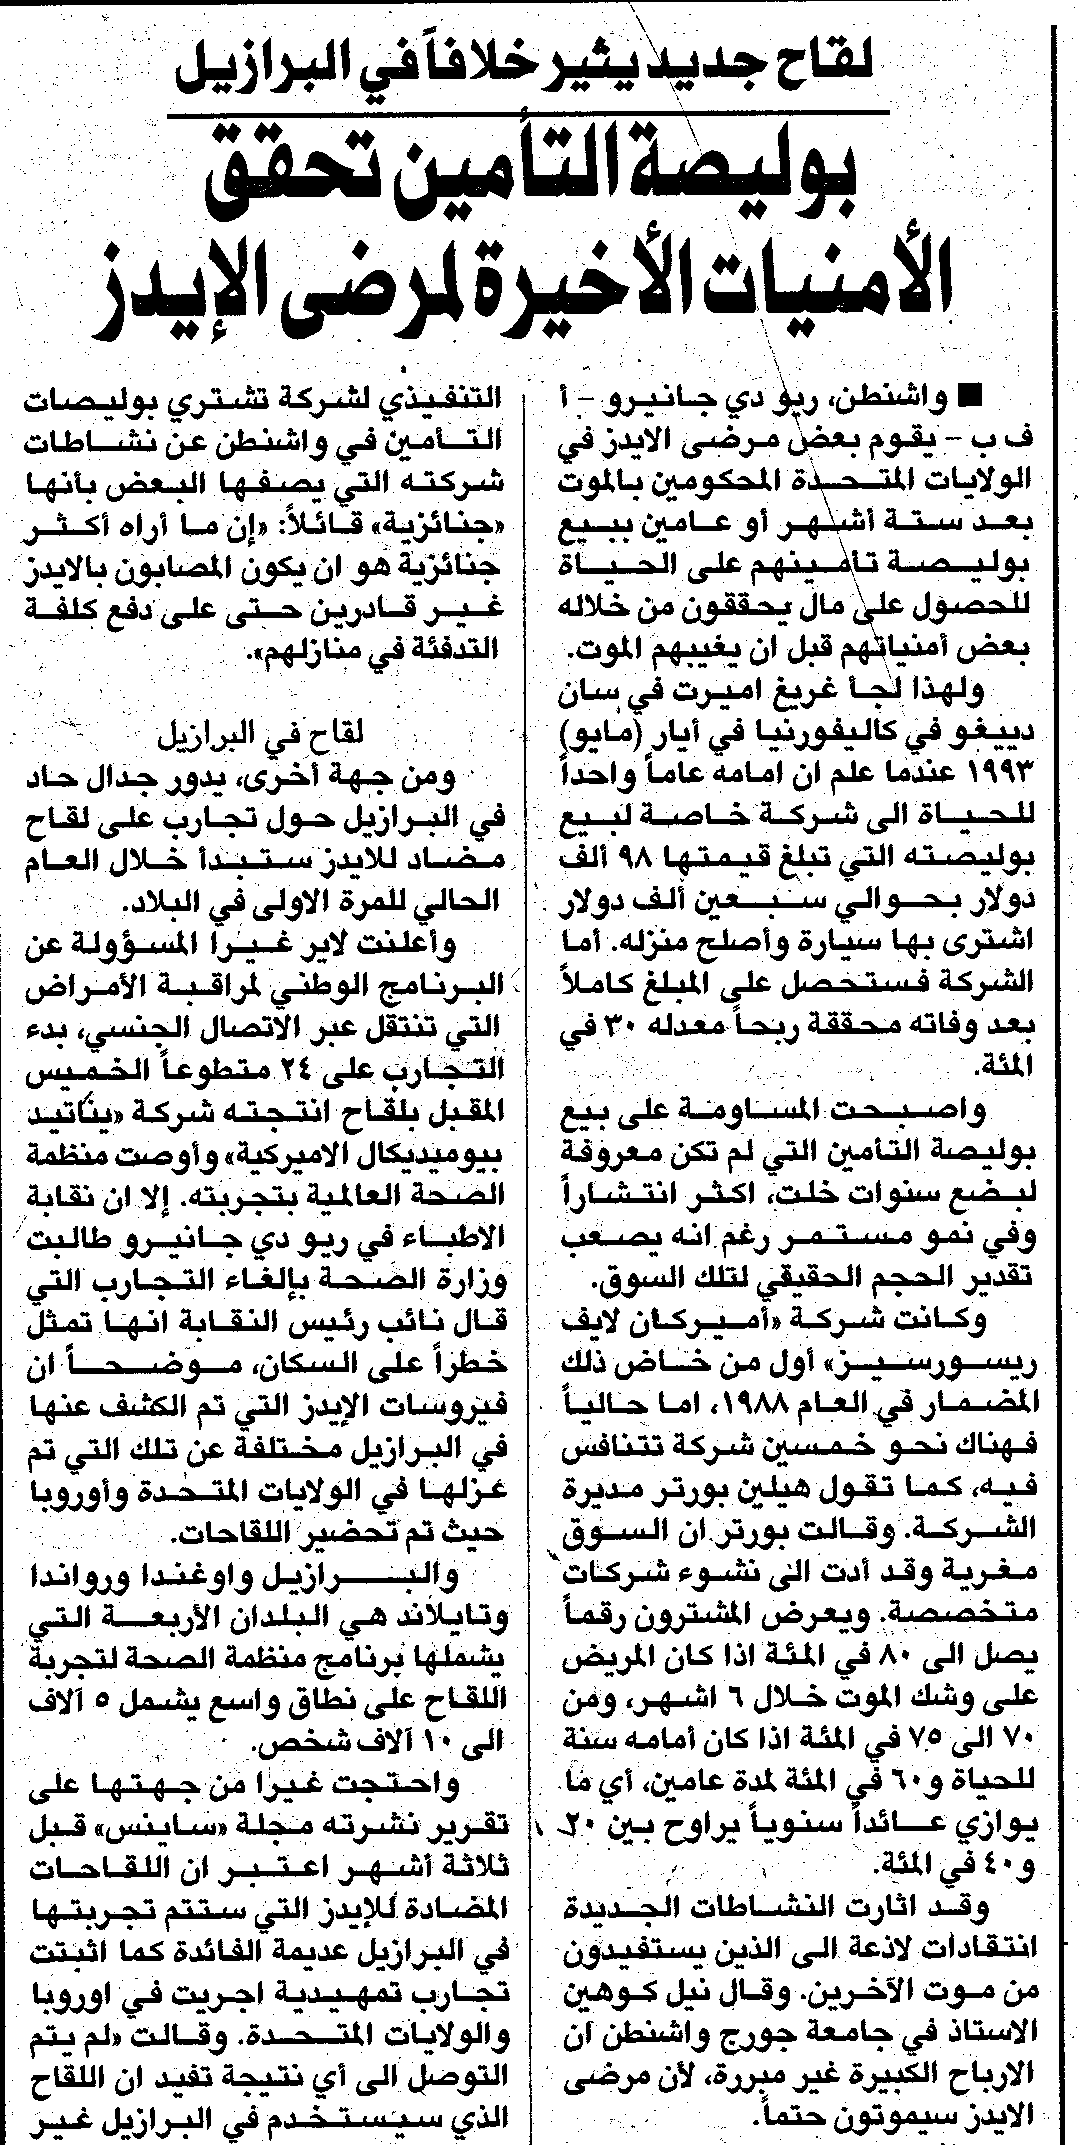 لقاح جديد يثير خلافاً في البرازيل
بوليصة التأمين تحقق
الأمنيات الأخيرة لمرضى الإيدز
■ واشنطن، ريو دي جانيرو - أ
ف ب - يقوم بعض مرضى الايدز في
الولايات المتحدة المحكومين بالموت
بعد ستة أشهر أو عامين ببيع
بوليصة تأمينهم على الحياة
للحصول على مال يحققون من خلاله
بعض أمنياتهم قبل ان يغيبهم الموت.
ولهذا لجأ غريغ اميرت في سان
دييغو في كاليفورنيا في أيار (مايو)
١٩٩٣ عندما علم ان امامه عاماً واحداً
للحياة الى شركة خاصة لبيع
بوليصته التي تبلغ قيمتها ٩٨ ألف
دولار بحوالي سبعين ألف دولار
اشترى بها سيارة وأصلح منزله. أما
الشركة فستحصل على المبلغ كاملاً
بعد وفاته محققة ربحاً معدله ٣٠ في
المئة.
واصبحت المساومة على بيع
بوليصة التأمين التي لم تكن معروفة
لبضع سنوات خلت، اكثر انتشاراً
وفي نمو مستمر رغم انه يصعب
تقدير الحجم الحقيقي لتلك السوق.
وكانت شركة «أميركان لايف
ريسورسيز» أول من خاض ذلك
المضمار في العام ١٩٨٨، اما حالياً
فهناك نحو خمسين شركة تتنافس
فيه، كما تقول هيلين بورتر مديرة
الشركة. وقالت بورتر ان السوق
مغرية وقد أدت الى نشوء شركات
متخصصة. ويعرض المشترون رقماً
يصل الى ٨٠ في المئة اذا كان المريض
على وشك الموت خلال ٦ اشهر، ومن
٧٠ الى ٧٥ في المئة اذا كان أمامه سنة
للحياة و٦٠ في المئة لمدة عامين، أي ما
يوازي عائداً سنوياً يراوح بين ٢٠
و٤٠ في المئة.
وقد اثارت النشاطات الجديدة
انتقادات لاذعة الى الذين يستفيدون
من موت الآخرين. وقال نيل كوهين
الاستاذ في جامعة جورج واشنطن ان
الارباح الكبيرة غير مبررة، لأن مرضى
الايدز سيموتون حتماً.
التنفيذي لشركة تشتري بوليصات
التأمين في واشنطن عن نشاطات
شركته التي يصفها البعض بأنها
«جنائزية» قائلاً: «إن ما أراه أكثر
جنائزية هو ان يكون المصابون بالايدز
غير قادرين حتى على دفع كلفة
التدفئة في منازلهم».
لقاح في البرازيل
ومن جهة أخرى، يدور جدال حاد
في البرازيل حول تجارب على لقاح
مضاد للايدز ستبدأ خلال العام
الحالي للمرة الاولى في البلاد.
وأعلنت لاير غيرا المسؤولة عن
البرنامج الوطني لمراقبة الأمراض
التي تنتقل عبر الاتصال الجنسي، بدء
التجارب على ٢٤ متطوعاً الخميس
المقبل بلقاح انتجته شركة «يناتيد
بيوميديكال الاميركية» وأوصت منظمة
الصحة العالمية بتجربته. إلا ان نقابة
الاطباء في ريو دي جانيرو طالبت
وزارة الصحة بإلغاء التجارب التي
قال نائب رئيس النقابة انها تمثل
خطراً على السكان، موضحاً ان
فيروسات الإيدز التي تم الكشف عنها
في البرازيل مختلفة عن تلك التي تم
عزلها في الولايات المتحدة وأوروبا
حيث تم تحضير اللقاحات.
والبرازيل واوغندا ورواندا
وتايلاند هي البلدان الأربعة التي
يشملها برنامج منظمة الصحة لتجربة
اللقاح على نطاق واسع يشمل ٥ آلاف
الى ١٠ آلاف شخص.
واحتجت غيرا من جهتها على
تقرير نشرته مجلة «ساينس» قبل
ثلاثة أشهر اعتبر ان اللقاحات
المضادة للإيدز التي ستتم تجربتها
في البرازيل عديمة الفائدة كما اثبتت
تجارب تمهيدية اجريت في اوروبا
والولايات المتحدة. وقالت «لم يتم
التوصل الى أي نتيجة تفيد ان اللقاح
الذي سيستخدم في البرازيل غير